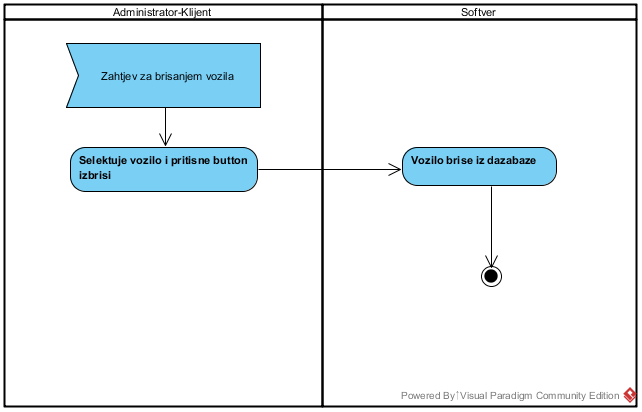 Administrator-Klijent
Softver
Zahtjev za brisanjem vozila
Selektuje vozilo i pritisne button
izbrisi
Vozilo brise iz dazabaze
Powered By Visual Paradigm Community Edition